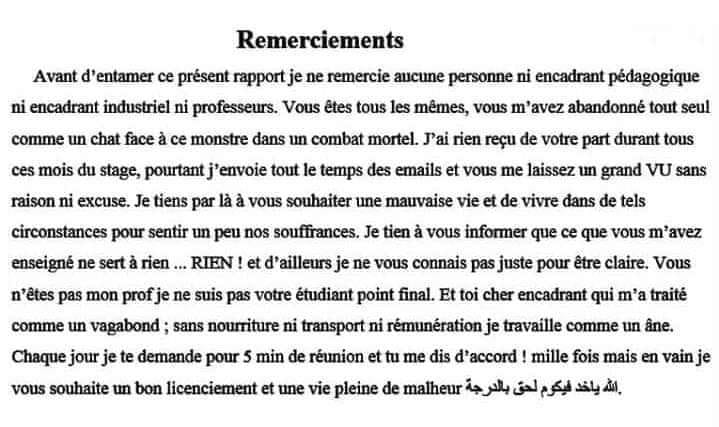 Remerciements
Avant d’entamer ce présent rapport je ne remercie aucune personne ni encadrant pédagogique
ni encadrant industriel ni professeurs. Vous êtes tous les mêmes, vous m’avez abandonné tout seul
comme un chat face à ce monstre dans un combat mortel. J’ai rien reçu de votre part durant tous
ces mois du stage, pourtant j’envoie tout le temps des emails et vous me laissez un grand VU sans
raison ni excuse. Je tiens par là à vous souhaiter une mauvaise vie et de vivre dans de tels
circonstances pour sentir un peu nos souffrances. Je tien à vous informer que ce que vous m’avez
enseigné ne sert à rien ... RIEN ! et d’ailleurs je ne vous connais pas juste pour être claire. Vous
n’êtes pas mon prof je ne suis pas votre étudiant point final. Et toi cher encadrant qui m’a traité
comme un vagabond ; sans nourriture ni transport ni rémunération je travaille comme un âne.
Chaque jour je te demande pour 5 min de réunion et tu me dis d’accord ! mille fois mais en vain je
vous souhaite un bon licenciement et une vie pleine de malheur الله ياخد فيكوم لحق بالدرجة.